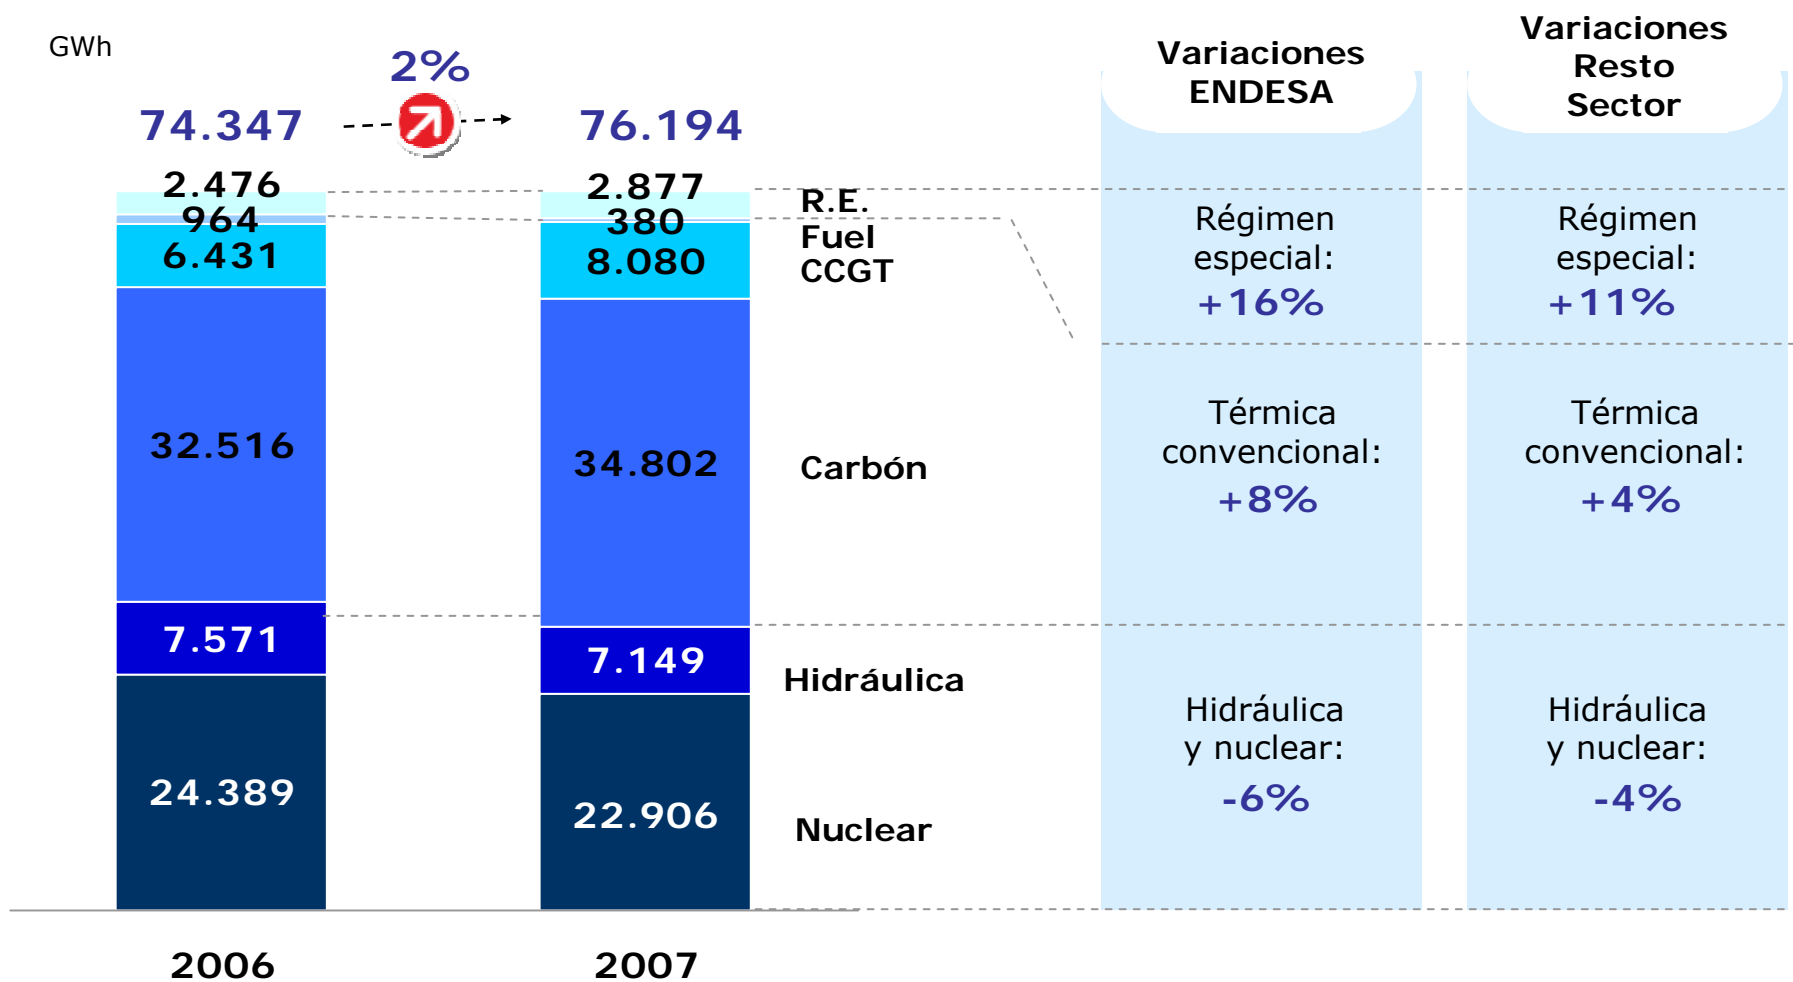 GWh
2%
74.347
76.194
2.476
964
6.431
32.516
7.571
24.389
2006
2.877
380
8.080
34.802
7.149
22.906
2007
R.E.
Fuel
CCGT
Carbón
Hidráulica
Nuclear
Variaciones
ENDESA
Régimen
especial:
+16%
Térmica
convencional:
+8%
Hidráulica
y nuclear:
-6%
Variaciones
Resto
Sector
Régimen
especial:
+11%
Térmica
convencional:
+4%
Hidráulica
y nuclear:
-4%